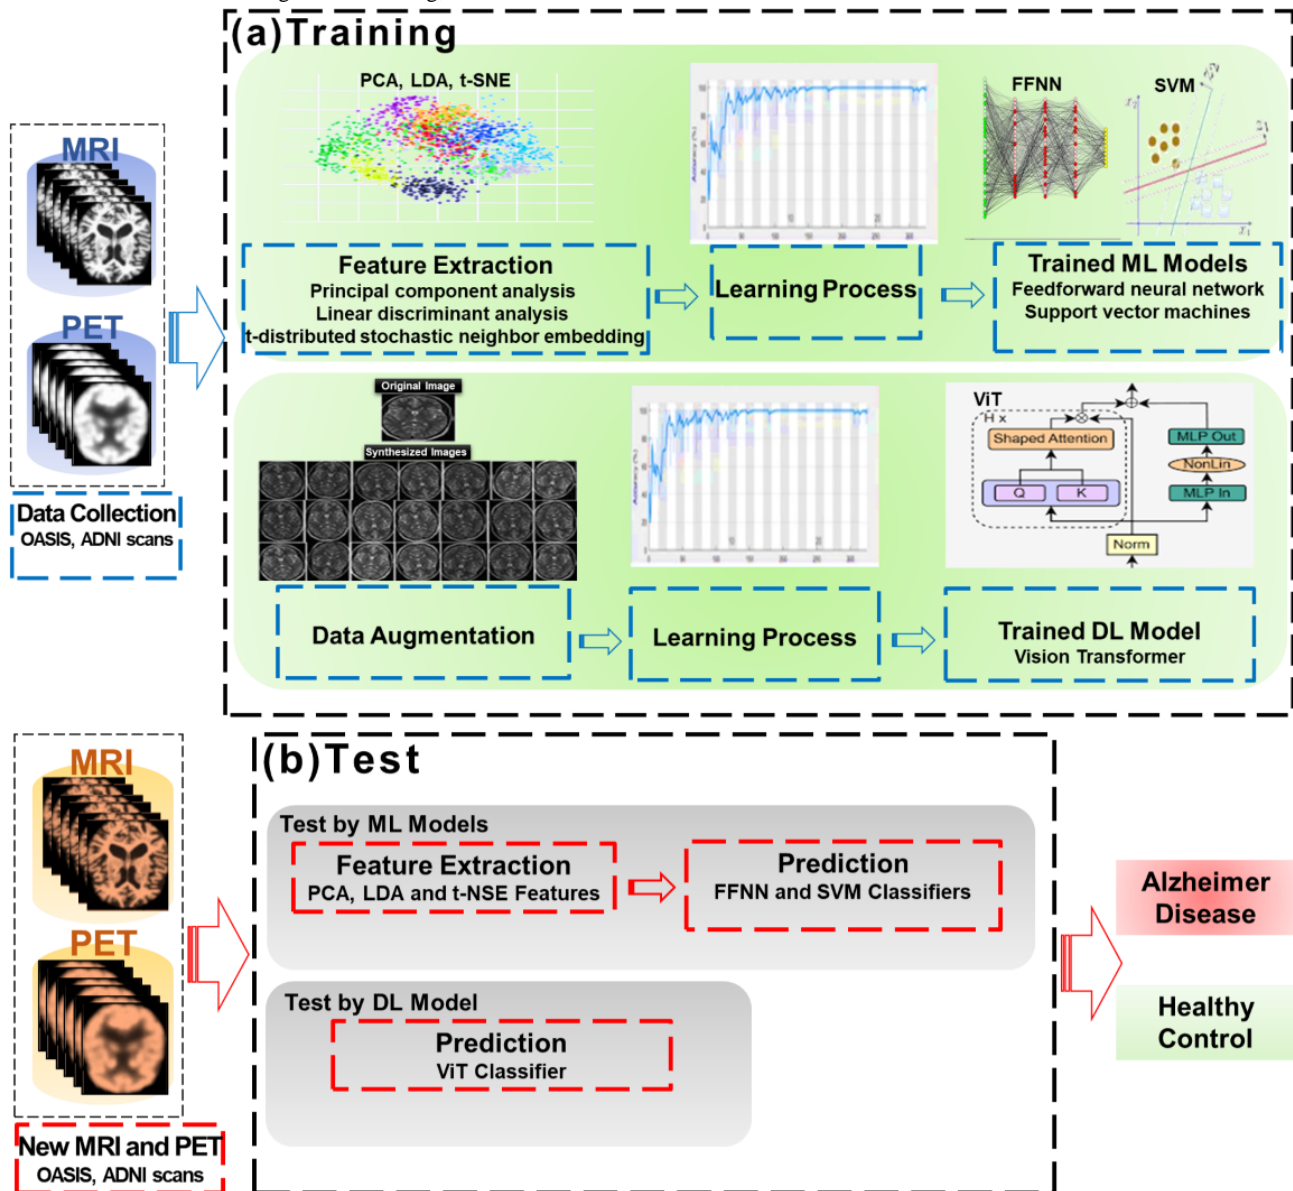 (a)Training
MRI
PET
Data Collection
OASIS, ADNI scans
PCA, LDA, t-SNE
Feature Extraction
Principal component analysis
Linear discriminant analysis
t-distributed stochastic neighbor embedding
Accuracy (%)
Learning Process
FFNN
SVM
X₂
X₁
Trained ML Models
Feedforward neural network
Support vector machines
Original Image
Synthesized Images
Data Augmentation
Accuracy (%)
Learning Process
ViT
H x
Shaped Attention
Q
K
MLP Out
NonLin
MLP In
Norm
Trained DL Model
Vision Transformer
MRI
PET
New MRI and PET
OASIS, ADNI scans
(b)Test
Test by ML Models
Feature Extraction
PCA, LDA and t-NSE Features
Prediction
FFNN and SVM Classifiers
Test by DL Model
Prediction
ViT Classifier
Alzheimer
Disease
Healthy
Control